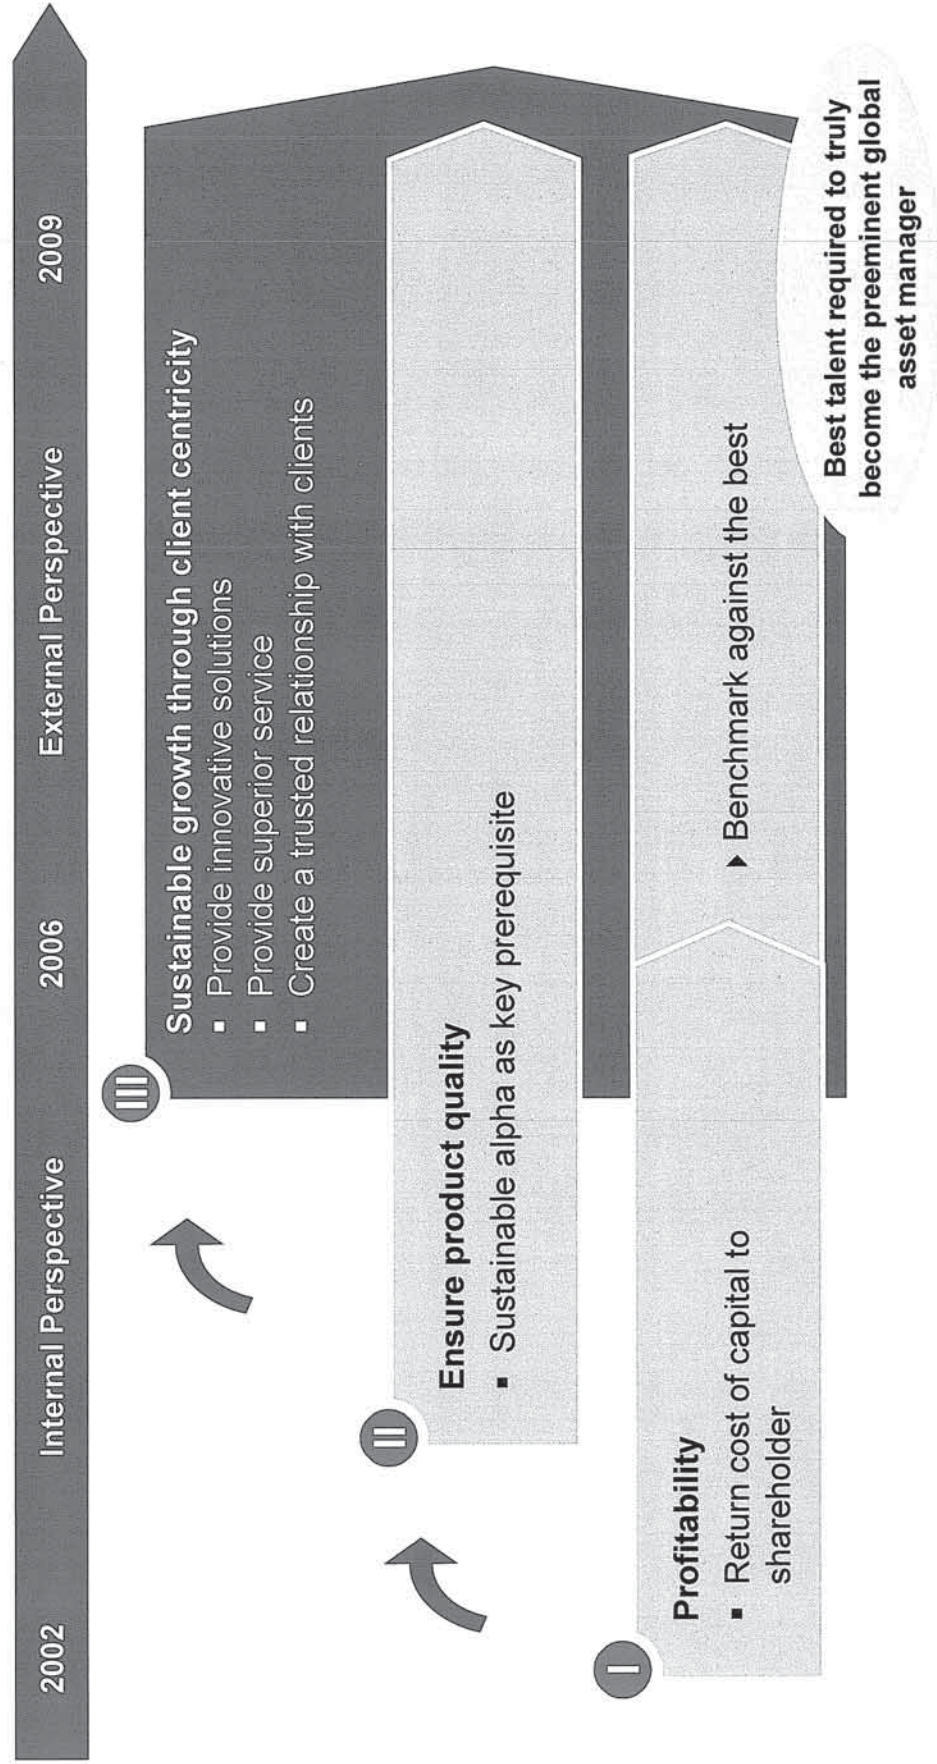 2002 Internal Perspective 2006 External Perspective 2009
III
Sustainable growth through client centricity
▪ Provide innovative solutions
▪ Provide superior service
▪ Create a trusted relationship with clients
II
Ensure product quality
▪ Sustainable alpha as key prerequisite
I
Profitability
▪ Return cost of capital to
shareholder
▸ Benchmark against the best
Best talent required to truly
become the preeminent global
asset manager